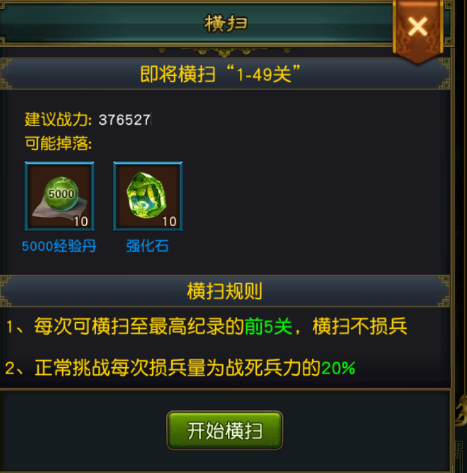 横扫
即将横扫“1-49关”
建议战力: 376527
可能掉落:
5000
10
10
5000经验丹
强化石
横扫规则
1、每次可横扫至最高纪录的前5关，横扫不损兵
2、正常挑战每次损兵量为战死兵力的20%
开始横扫